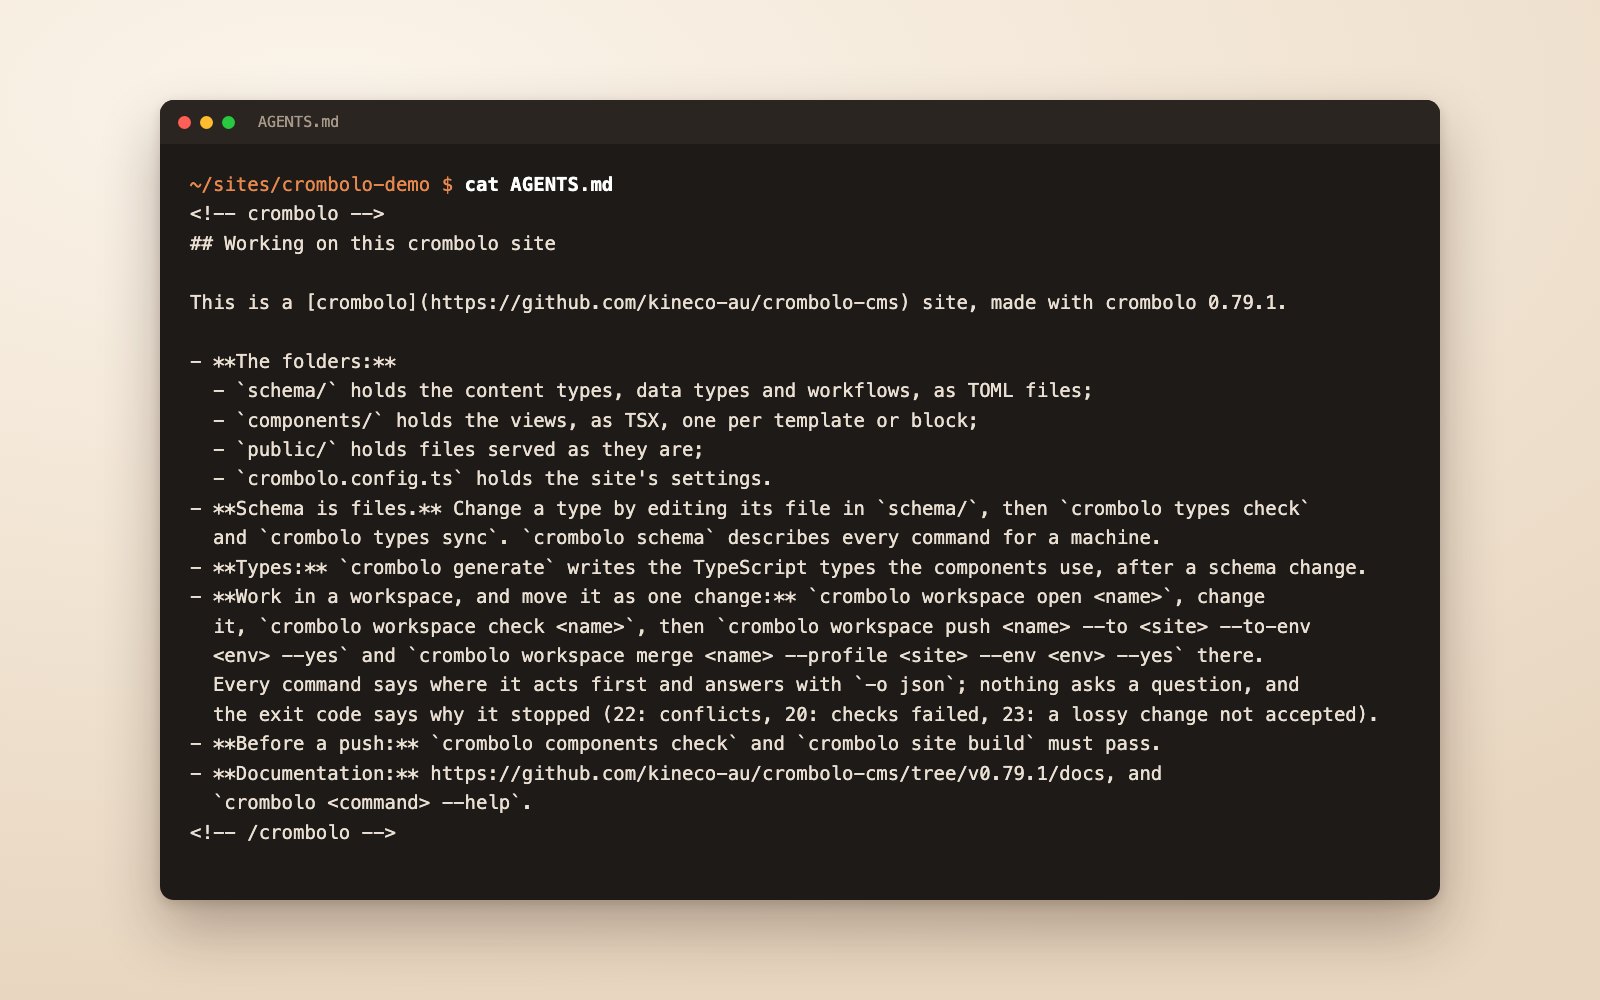 AGENTS.md
~/sites/crombolo-demo $ cat AGENTS.md
<!-- crombolo -->
## Working on this crombolo site
This is a [crombolo](https://github.com/kineco-au/crombolo-cms) site, made with crombolo 0.79.1.
- **The folders:**
  - `schema/` holds the content types, data types and workflows, as TOML files;
  - `components/` holds the views, as TSX, one per template or block;
  - `public/` holds files served as they are;
  - `crombolo.config.ts` holds the site's settings.
- **Schema is files.** Change a type by editing its file in `schema/`, then `crombolo types check`
  and `crombolo types sync`. `crombolo schema` describes every command for a machine.
- **Types:** `crombolo generate` writes the TypeScript types the components use, after a schema change.
- **Work in a workspace, and move it as one change:** `crombolo workspace open <name>`, change
  it, `crombolo workspace check <name>`, then `crombolo workspace push <name> --to <site> --to-env
  <env> --yes` and `crombolo workspace merge <name> --profile <site> --env <env> --yes` there.
  Every command says where it acts first and answers with `-o json`; nothing asks a question, and
  the exit code says why it stopped (22: conflicts, 20: checks failed, 23: a lossy change not accepted).
- **Before a push:** `crombolo components check` and `crombolo site build` must pass.
- **Documentation:** https://github.com/kineco-au/crombolo-cms/tree/v0.79.1/docs, and
  `crombolo <command> --help`.
<!-- /crombolo -->